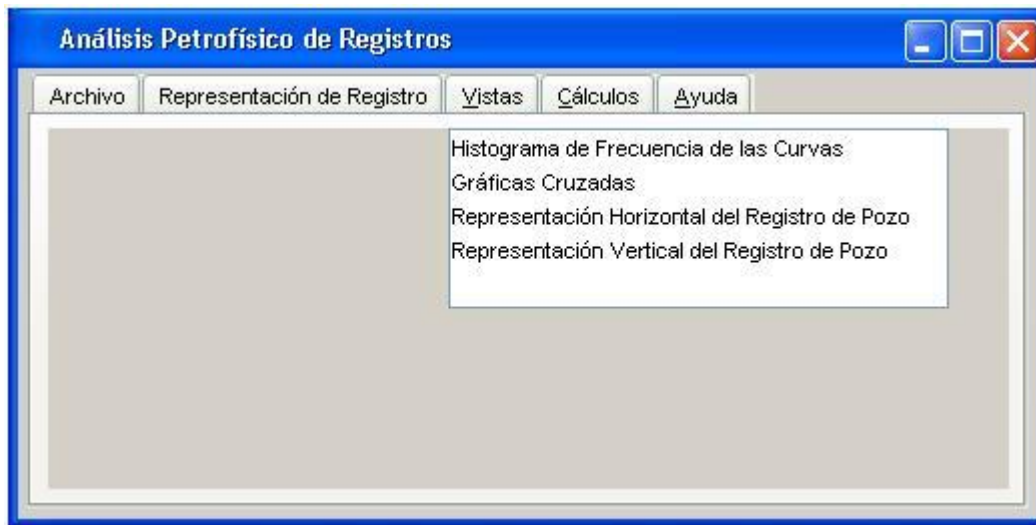 Análisis Petrofísico de Registros
Archivo Representación de Registro Vistas Cálculos Ayuda
Histograma de Frecuencia de las Curvas
Gráficas Cruzadas
Representación Horizontal del Registro de Pozo
Representación Vertical del Registro de Pozo